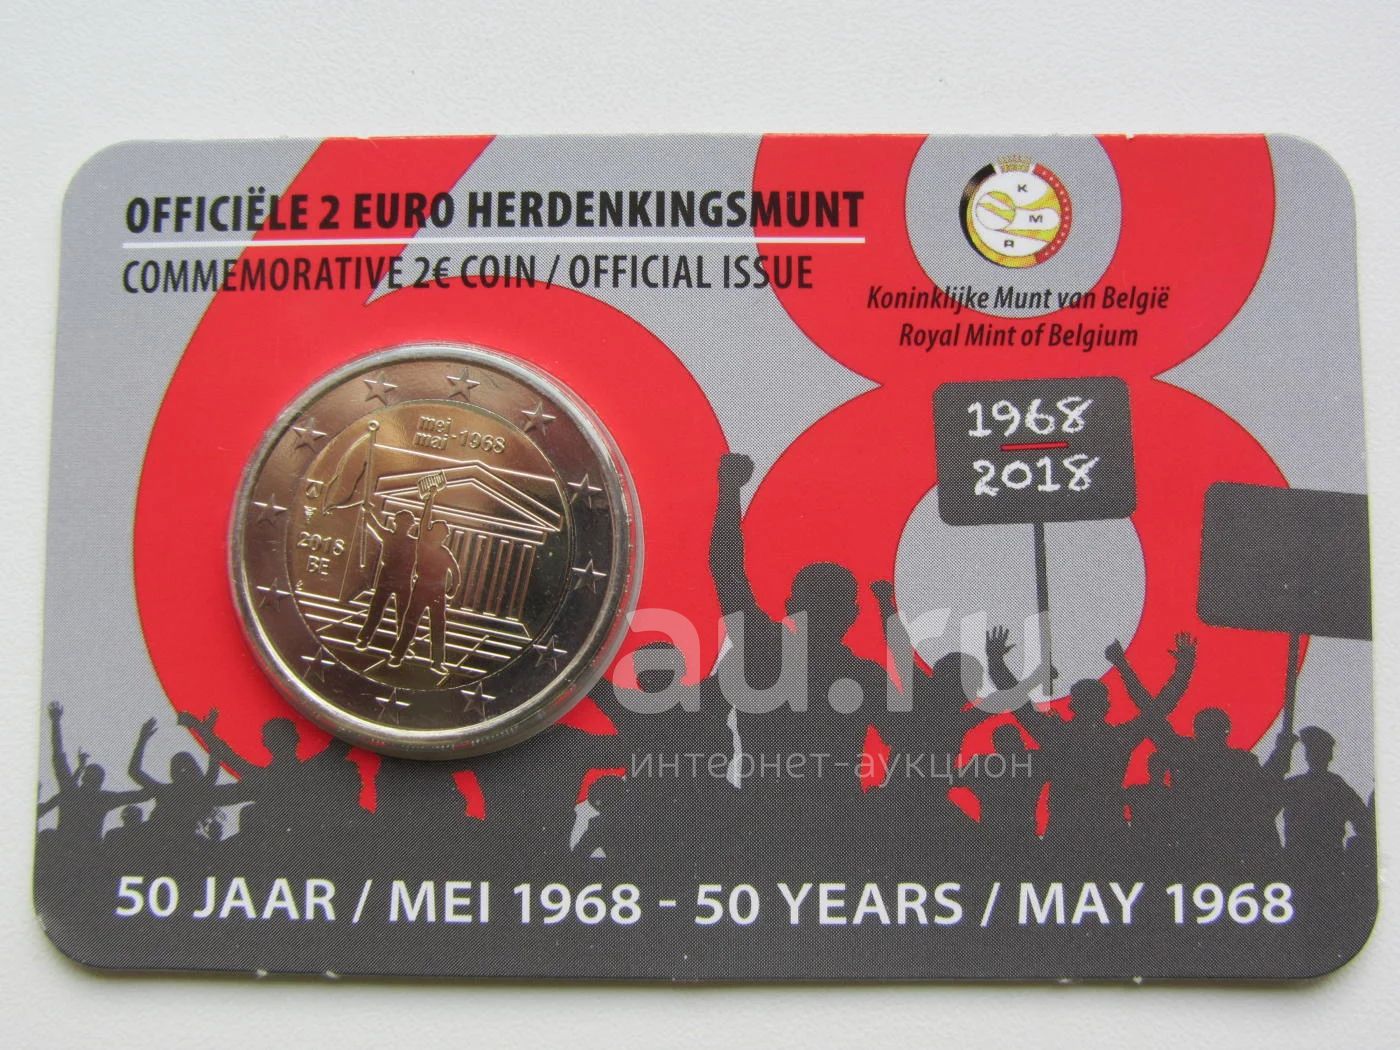 OFFICIËLE 2 EURO HERDENKINGSMUNT
COMMEMORATIVE 2€ COIN / OFFICIAL ISSUE
K
M
A
Koninklijke Munt van België
Royal Mint of Belgium
1968
2018
mei
mai - 1968
2018
BE
au.ru
интернет-аукцион
50 JAAR / MEI 1968 - 50 YEARS / MAY 1968